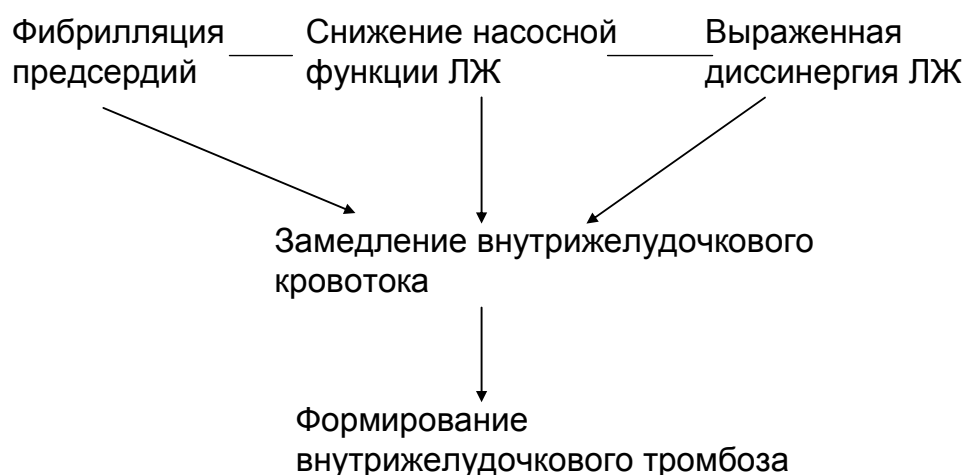 Фибрилляция
предсердий
Снижение насосной
функции ЛЖ
Выраженная
диссинергия ЛЖ
Замедление внутрижелудочкового
кровотока
Формирование
внутрижелудочкового тромбоза